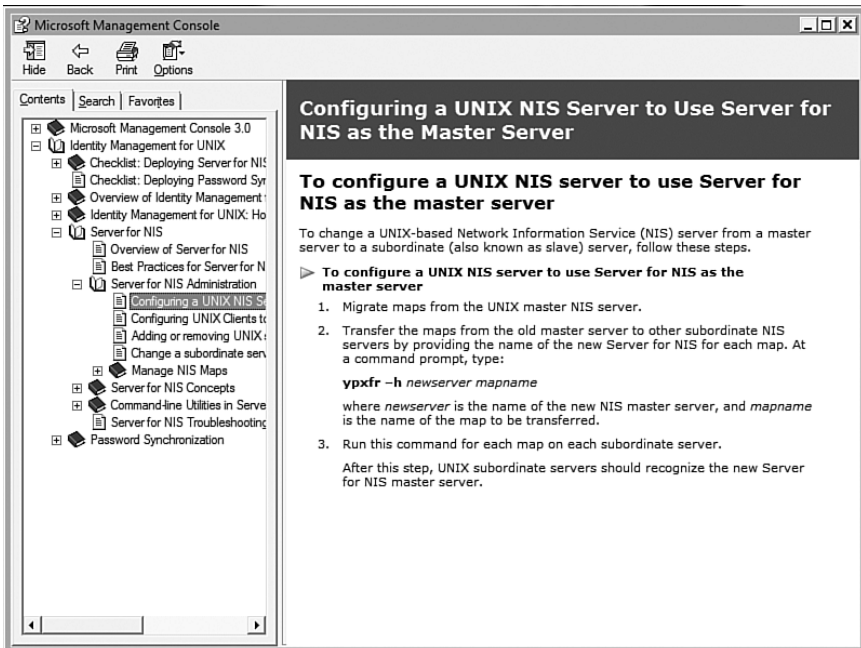 Microsoft Management Console
Hide Back Print Options
Contents Search Favorites
Microsoft Management Console 3.0
Identity Management for UNIX
Checklist: Deploying Server for NIS
Checklist: Deploying Password Syr
Overview of Identity Management
Identity Management for UNIX: Ho
Server for NIS
Overview of Server for NIS
Best Practices for Server for N
Server for NIS Administration
Configuring a UNIX NIS Se
Configuring UNIX Clients to
Adding or removing UNIX
Change a subordinate serv
Manage NIS Maps
Server for NIS Concepts
Command-line Utilities in Serve
Server for NIS Troubleshooting
Password Synchronization
Configuring a UNIX NIS Server to Use Server for
NIS as the Master Server
To configure a UNIX NIS server to use Server for
NIS as the master server
To change a UNIX-based Network Information Service (NIS) server from a master
server to a subordinate (also known as slave) server, follow these steps.
To configure a UNIX NIS server to use Server for NIS as the
master server
1. Migrate maps from the UNIX master NIS server.
2. Transfer the maps from the old master server to other subordinate NIS
servers by providing the name of the new Server for NIS for each map. At
a command prompt, type:
ypxfr –h newserver mapname
where newserver is the name of the new NIS master server, and mapname
is the name of the map to be transferred.
3. Run this command for each map on each subordinate server.
After this step, UNIX subordinate servers should recognize the new Server
for NIS master server.